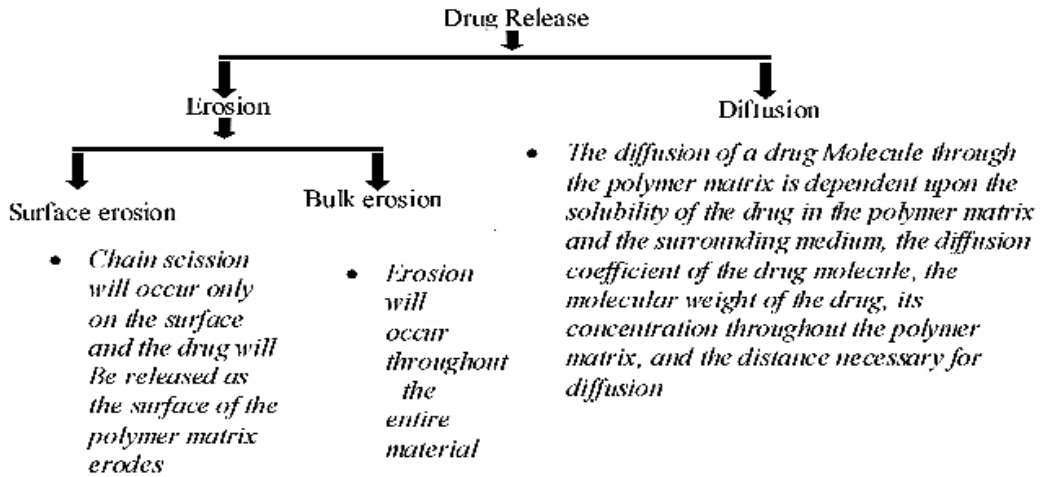 Drug Release
Erosion
Diffusion
Surface erosion
Bulk erosion
• Chain scission
will occur only
on the surface
and the drug will
Be released as
the surface of the
polymer matrix
erodes
• Erosion
will
occur
throughout
the
entire
material
• The diffusion of a drug Molecule through
the polymer matrix is dependent upon the
solubility of the drug in the polymer matrix
and the surrounding medium, the diffusion
coefficient of the drug molecule, the
molecular weight of the drug, its
concentration throughout the polymer
matrix, and the distance necessary for
diffusion